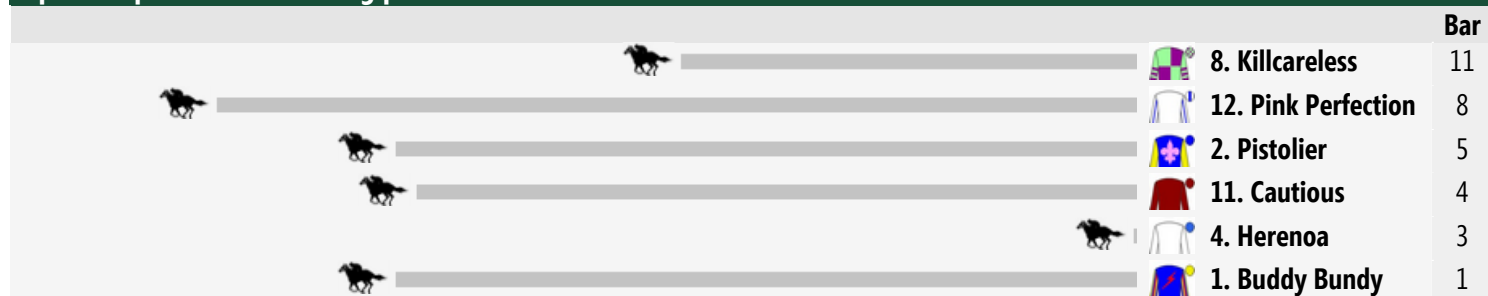 Bar
8. Killcareless 11
12. Pink Perfection 8
2. Pistolier 5
11. Cautious 4
4. Herenoa 3
1. Buddy Bundy 1